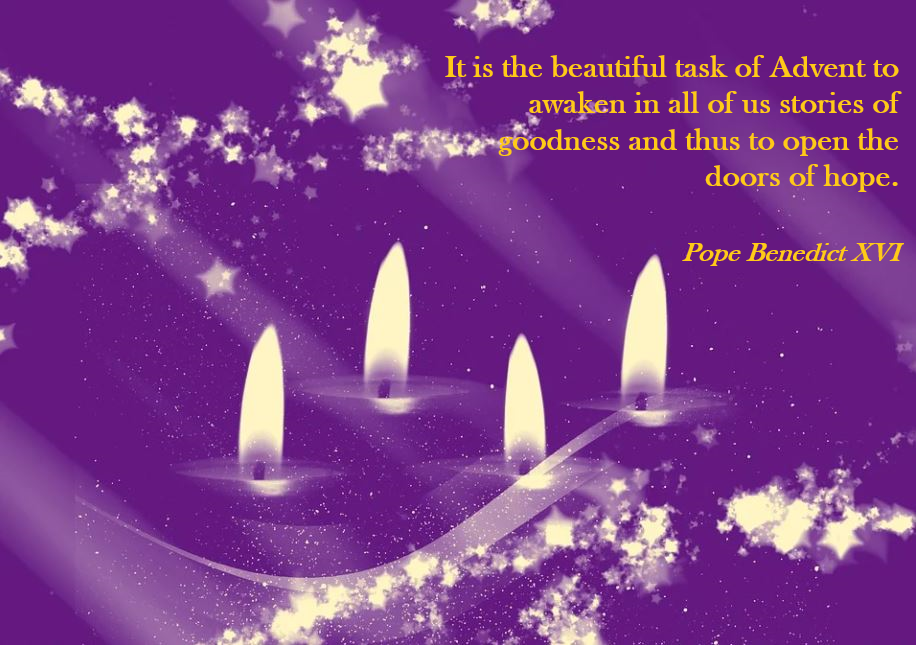 It is the beautiful task of Advent to
awaken in all of us stories of
goodness and thus to open the
doors of hope.
Pope Benedict XVI